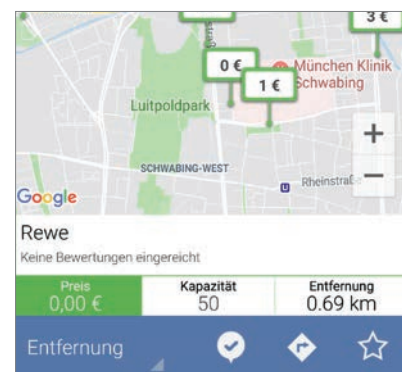 3 €
0 €
München Klinik
Schwabing
1 €
Luitpoldpark
+
SCHWABING-WEST
U
Rheinstraß
−
Google
Rewe
Keine Bewertungen eingereicht
Preis Kapazität Entfernung
0,00 € 50 0.69 km
Entfernung